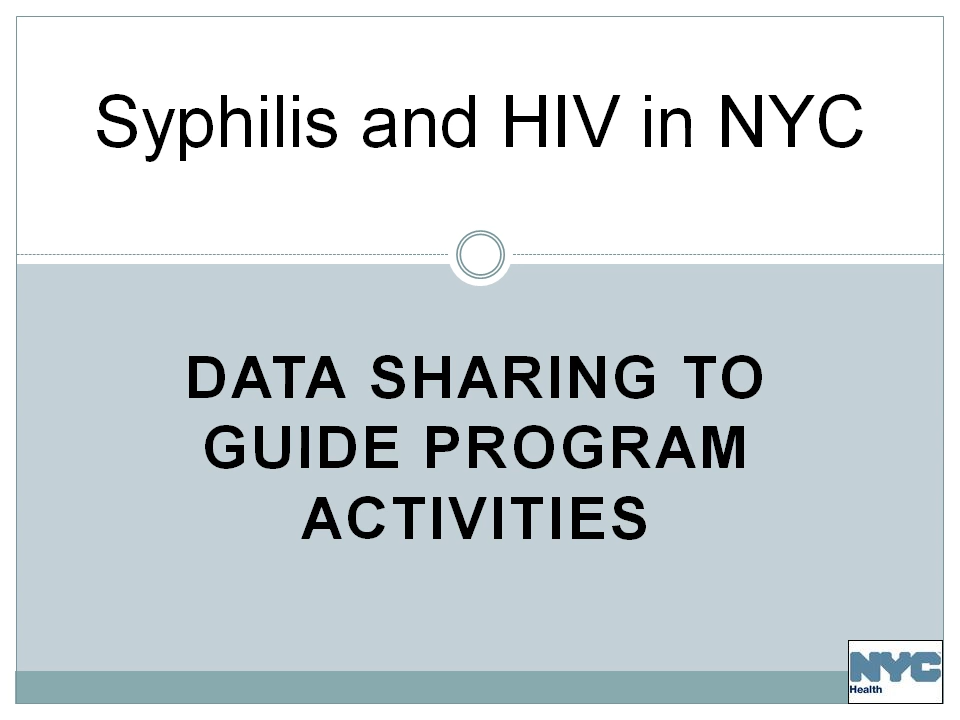 Syphilis and HIV in NYC
DATA SHARING TO
GUIDE PROGRAM
ACTIVITIES
NYC
Health